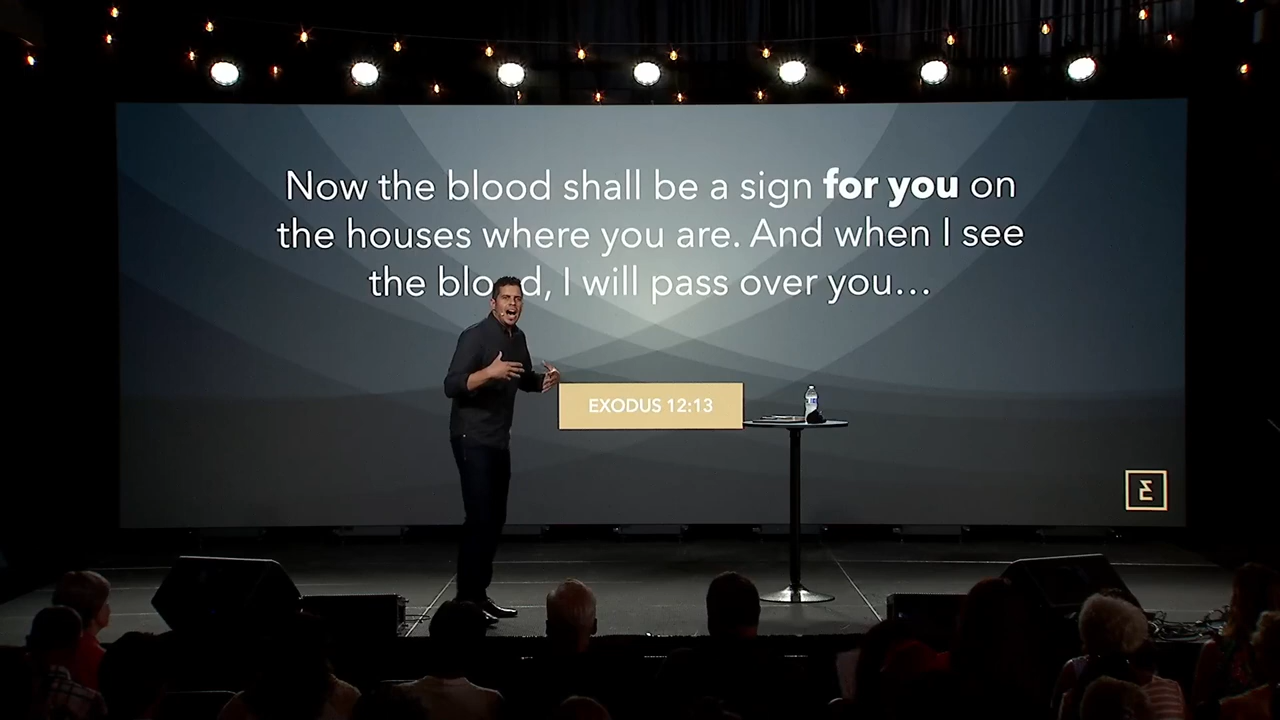 Now the blood shall be a sign for you on
the houses where you are. And when I see
the blood, I will pass over you...
EXODUS 12:13